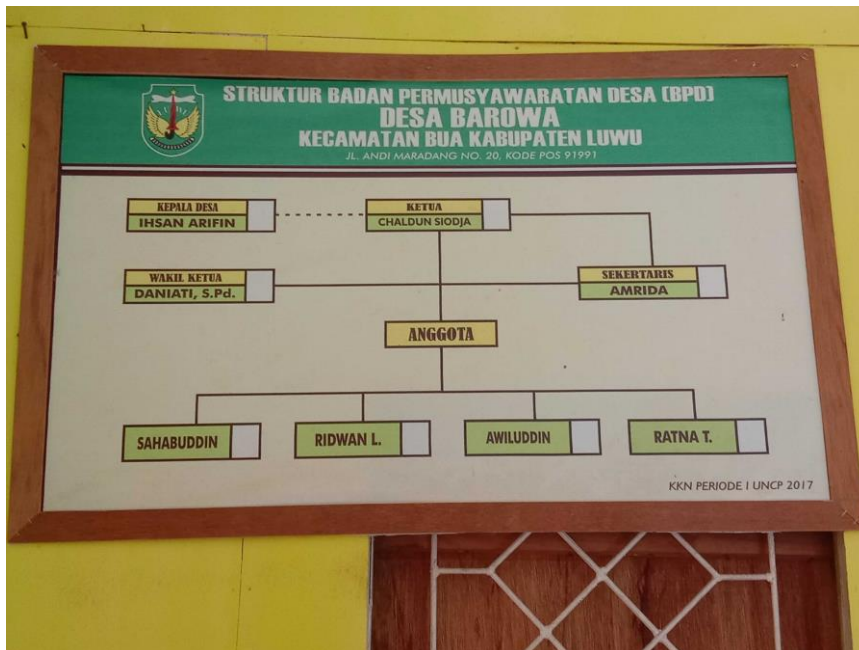 STRUKTUR BADAN PERMUSYAWARATAN DESA (BPD)
DESA BAROWA
KECAMATAN BUA KABUPATEN LUWU
JL. ANDI MARADANG NO. 20, KODE POS 91991
KEPALA DESA
IHSAN ARIFIN
KETUA
CHALDUN SIODJA
WAKIL KETUA
DANIATI, S.Pd.
SEKERTARIS
AMRIDA
ANGGOTA
SAHABUDDIN
RIDWAN L.
AWILUDDIN
RATNA T.
KKN PERIODE I UNCP 2017